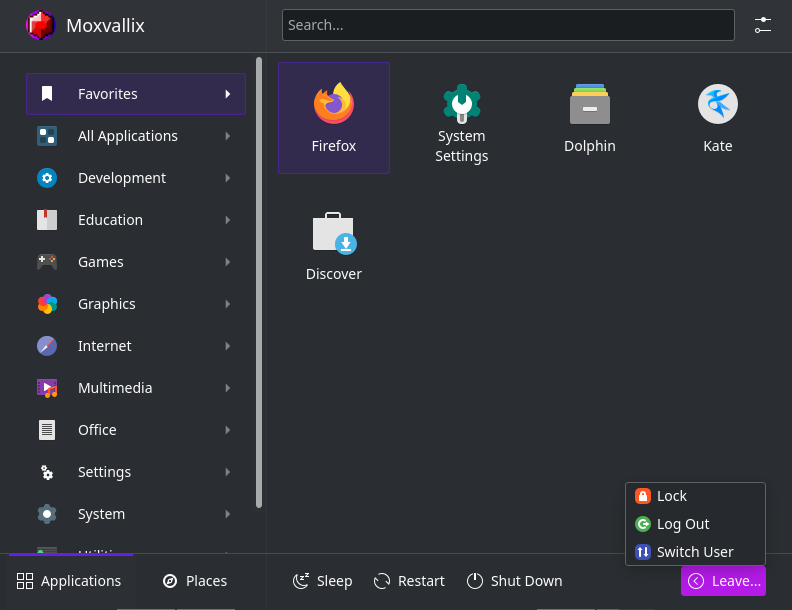 Moxvallix
Search...
Favorites
All Applications
Development
Education
Games
Graphics
Internet
Multimedia
Office
Settings
System
Firefox
System
Settings
Dolphin
Kate
Discover
Lock
Log Out
Switch User
Applications
Places
Sleep
Restart
Shut Down
Leave...